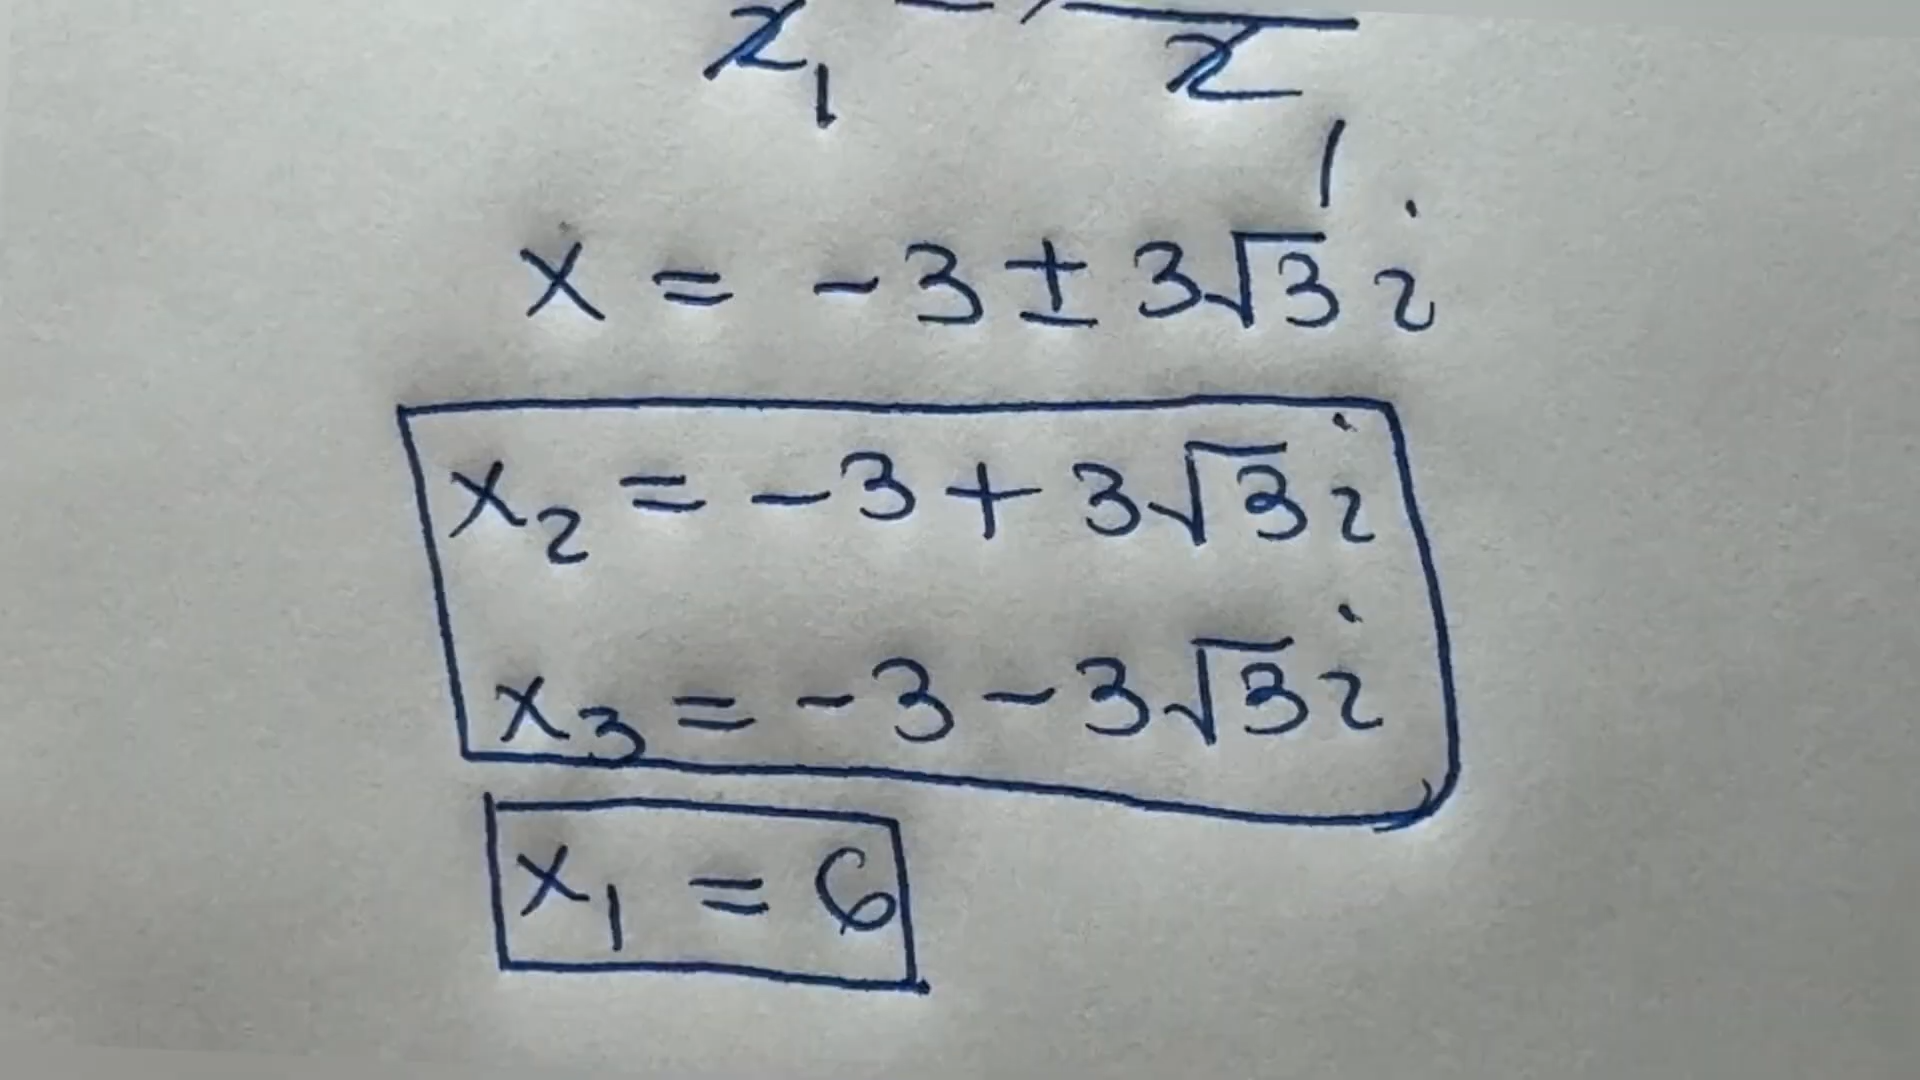 x = -3 ± 3√3 i
x₂ = -3 + 3√3 i
x₃ = -3 - 3√3 i
x₁ = 6